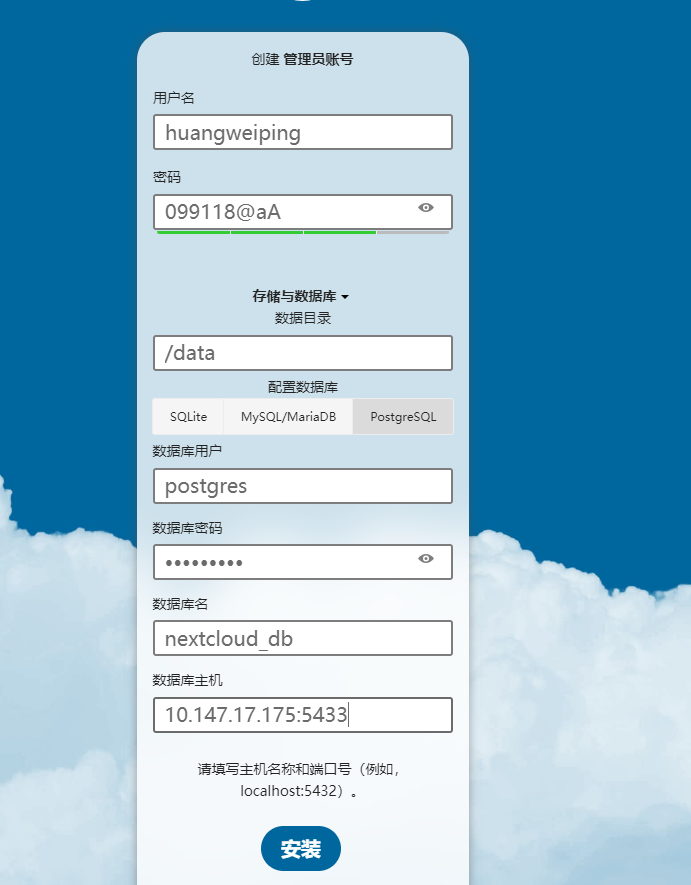 创建 管理员账号
用户名
huangweiping
密码
099118@aA
存储与数据库
数据目录
/data
配置数据库
SQLite MySQL/MariaDB PostgreSQL
数据库用户
postgres
数据库密码
•••••••••
数据库名
nextcloud_db
数据库主机
10.147.17.175:5433
请填写主机名称和端口号（例如，
localhost:5432）。
安装